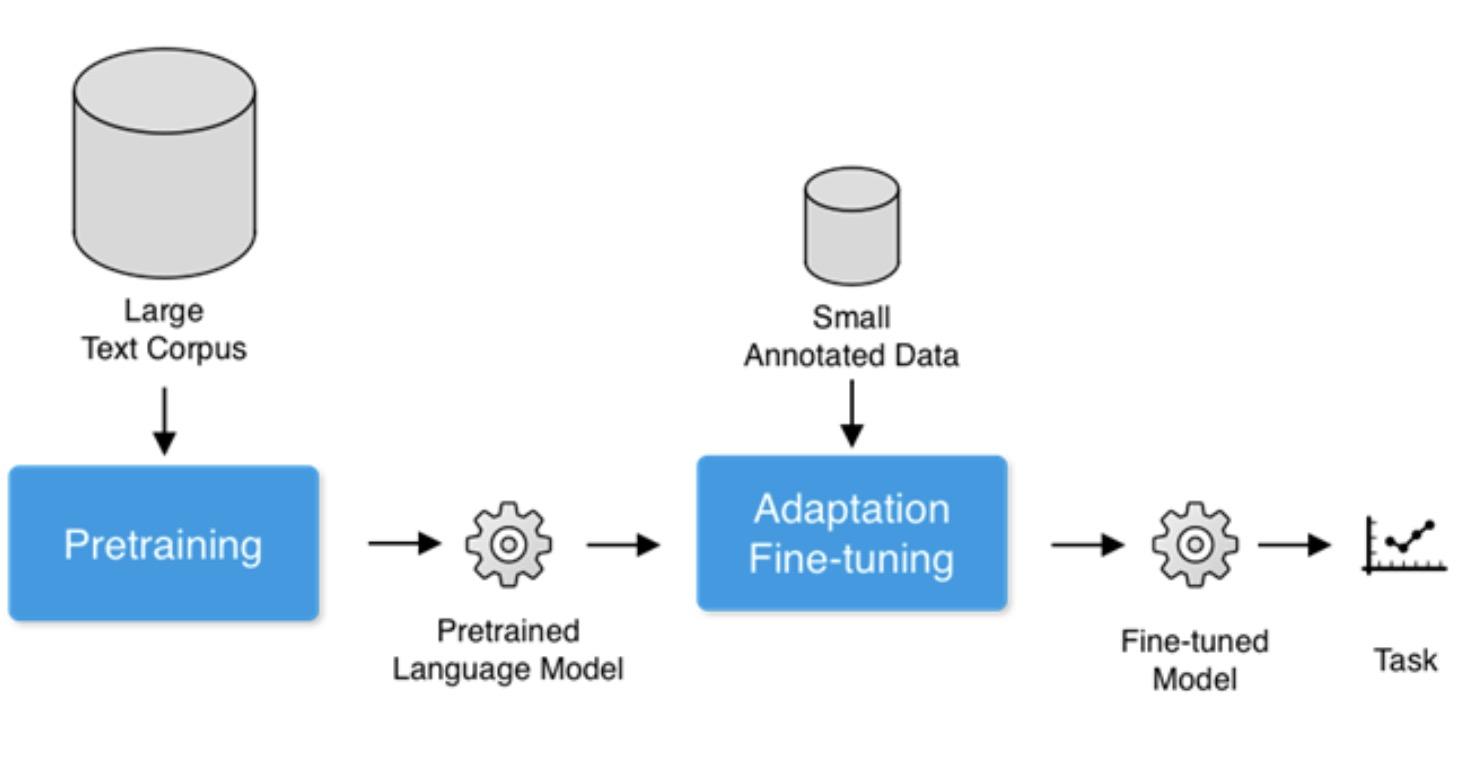 Large
Text Corpus
Pretraining
Pretrained
Language Model
Small
Annotated Data
Adaptation
Fine-tuning
Fine-tuned
Model
Task